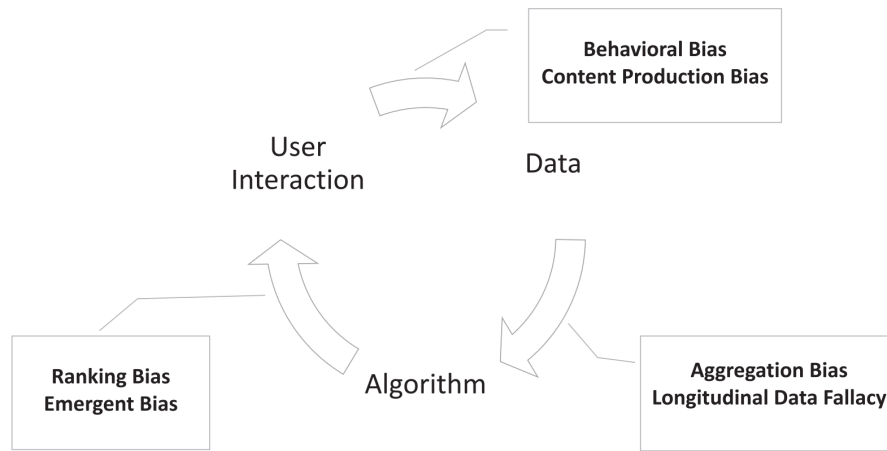 Behavioral Bias
Content Production Bias
User
Interaction
Data
Ranking Bias
Emergent Bias
Algorithm
Aggregation Bias
Longitudinal Data Fallacy